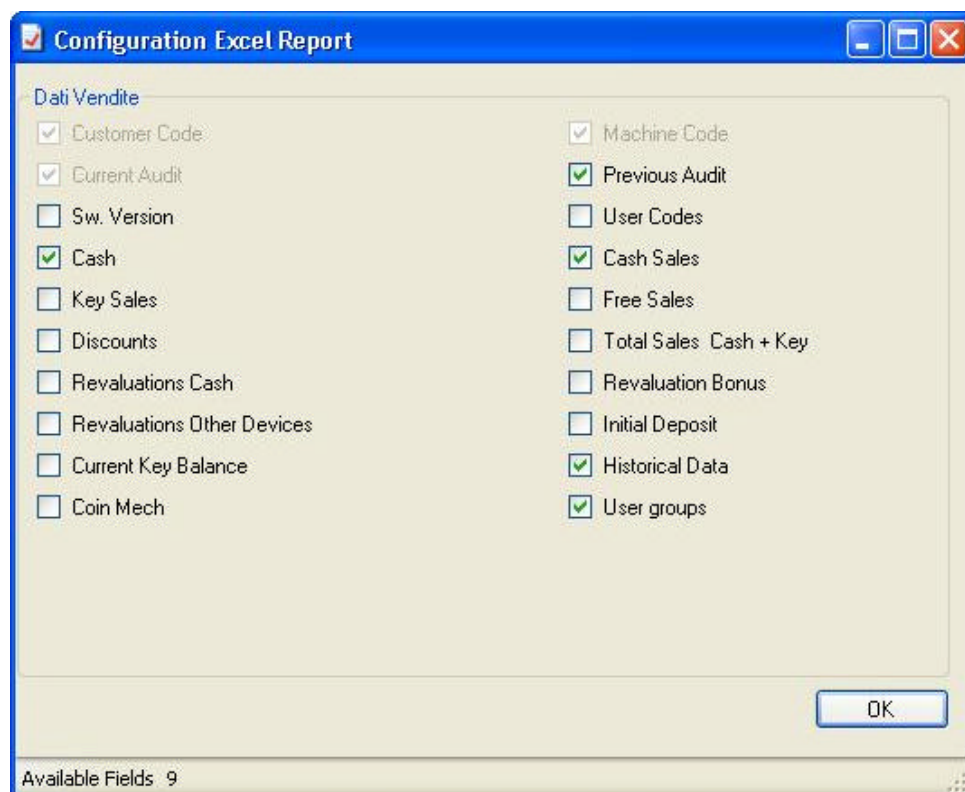 Configuration Excel Report
Dati Vendite
Customer Code Machine Code
Current Audit Previous Audit
Sw. Version User Codes
Cash Cash Sales
Key Sales Free Sales
Discounts Total Sales Cash + Key
Revaluations Cash Revaluation Bonus
Revaluations Other Devices Initial Deposit
Current Key Balance Historical Data
Coin Mech User groups
OK
Available Fields 9